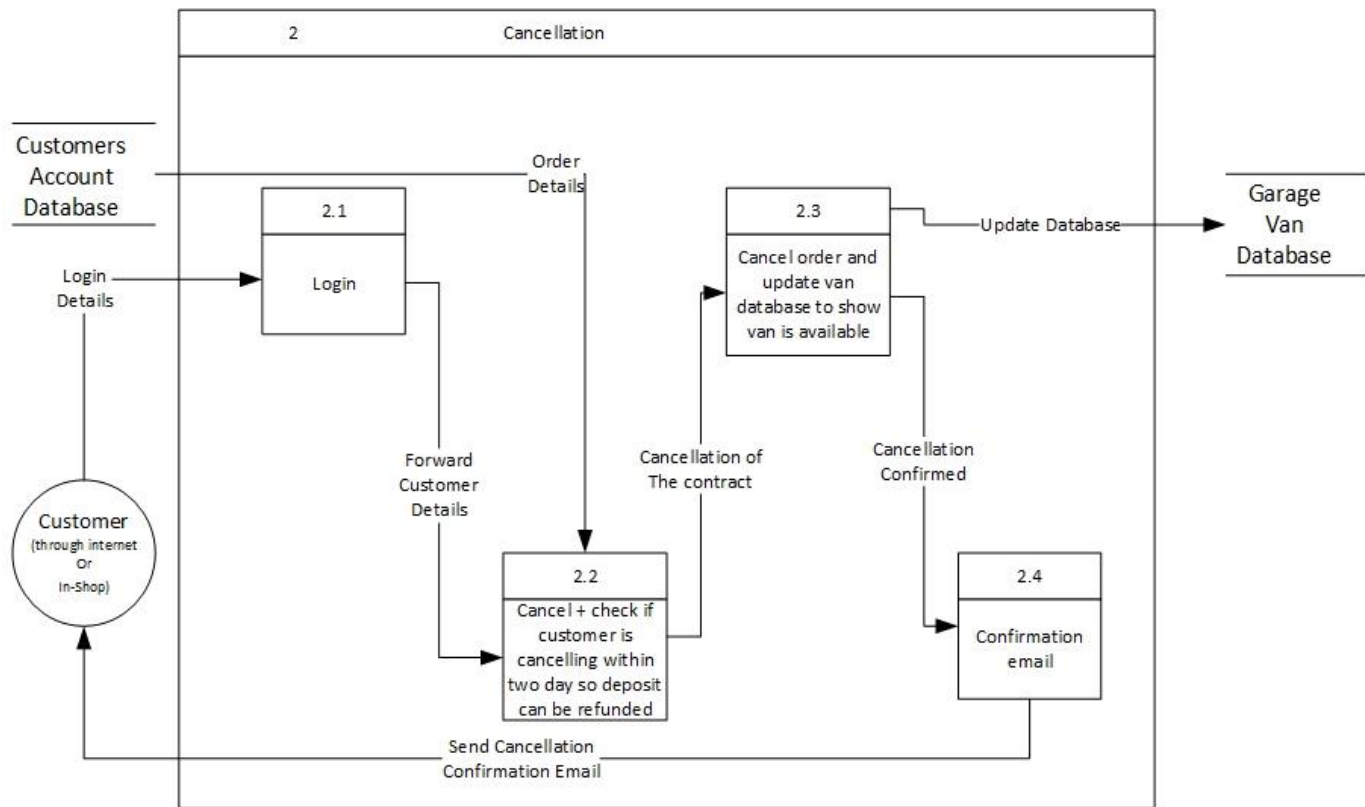 2 Cancellation
Customers
Account
Database
Order
Details
2.1
Login
2.3
Cancel order and
update van
database to show
van is available
Update Database
Garage
Van
Database
Login
Details
Forward
Customer
Details
Cancellation of
The contract
Cancellation
Confirmed
Customer
(through internet
Or
In-Shop)
2.2
Cancel + check if
customer is
cancelling within
two day so deposit
can be refunded
2.4
Confirmation
email
Send Cancellation
Confirmation Email